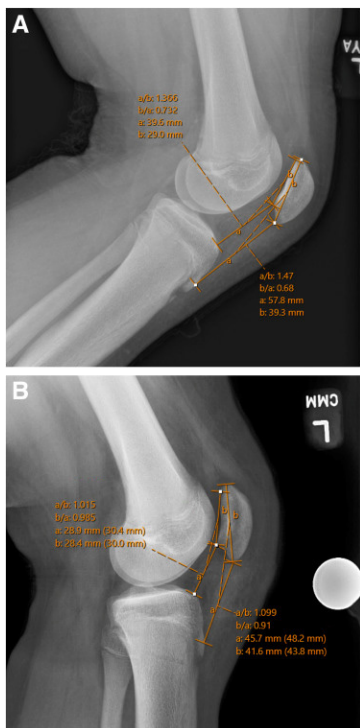 A
L
YA
a/b: 1.366
b/a: 0.732
a: 39.6 mm
b: 29.0 mm
b
b
a
a
a/b: 1.47
b/a: 0.68
a: 57.8 mm
b: 39.3 mm
B
CMM
L
a/b: 1.015
b/a: 0.985
a: 28.9 mm (30.4 mm)
b: 28.4 mm (30.0 mm)
b
b
a
a
a/b: 1.099
b/a: 0.91
a: 45.7 mm (48.2 mm)
b: 41.6 mm (43.8 mm)